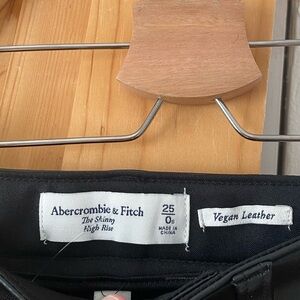 Abercrombie & Fitch
The Skinny
High Rise
25
0S
MADE IN
CHINA
Vegan Leather